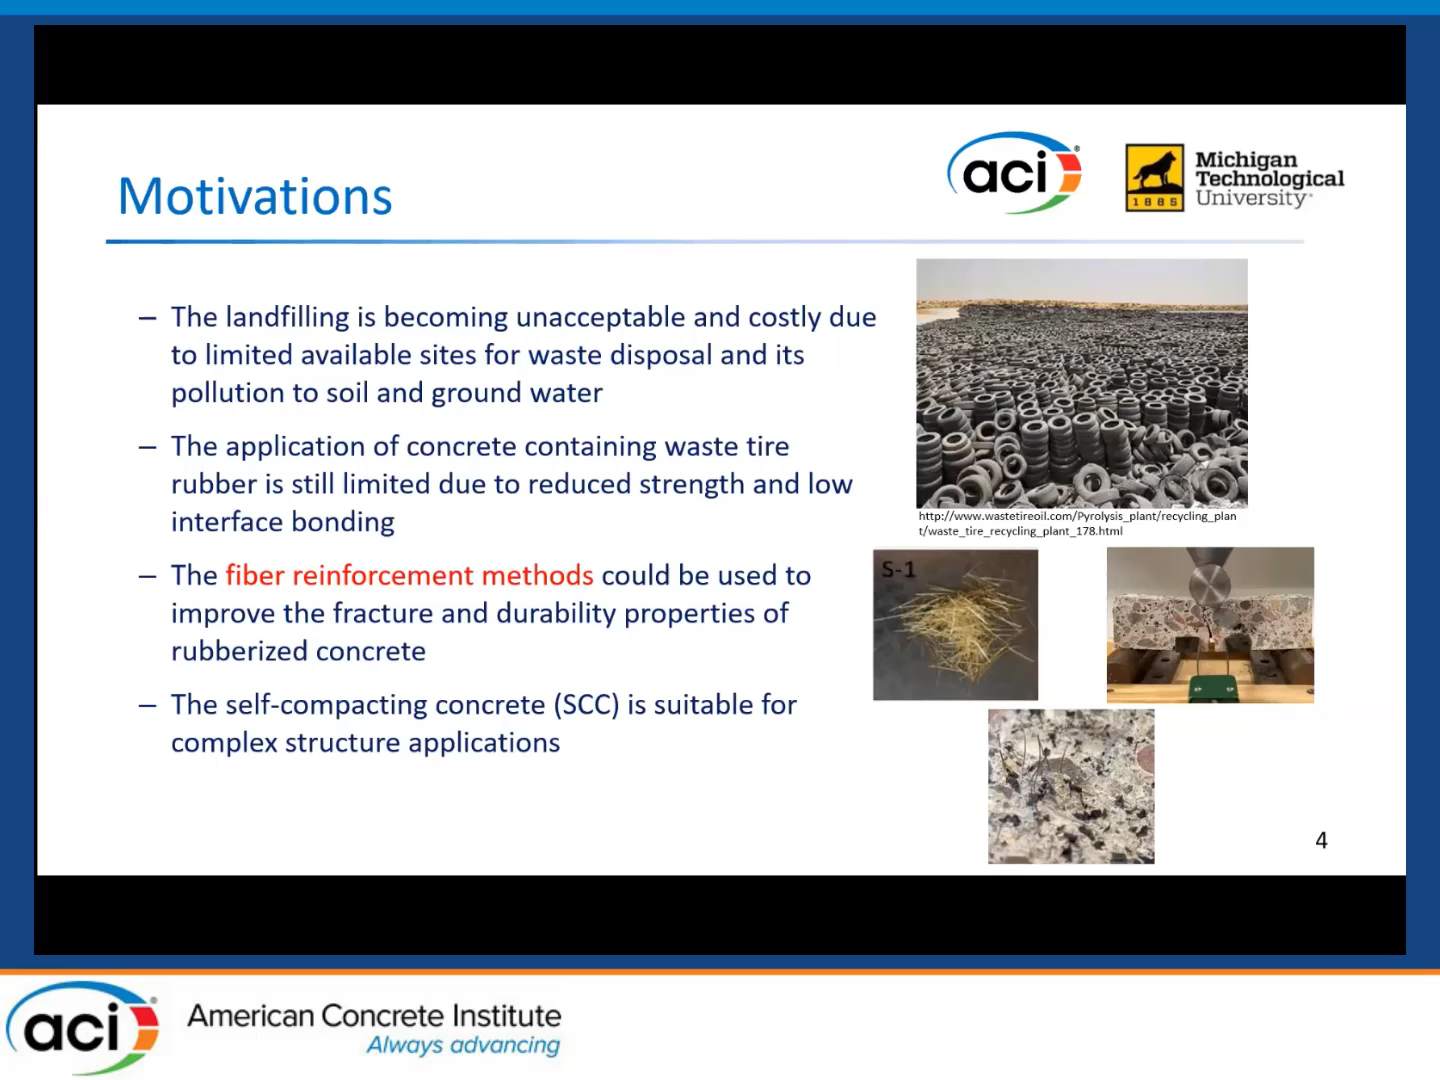 aci
Michigan
Technological
University
1885
Motivations
– The landfilling is becoming unacceptable and costly due
to limited available sites for waste disposal and its
pollution to soil and ground water
– The application of concrete containing waste tire
rubber is still limited due to reduced strength and low
interface bonding
– The fiber reinforcement methods could be used to
improve the fracture and durability properties of
rubberized concrete
– The self-compacting concrete (SCC) is suitable for
complex structure applications
http://www.wastetireoil.com/Pyrolysis_plant/recycling_plan
t/waste_tire_recycling_plant_178.html
S-1
4
aci
American Concrete Institute
Always advancing